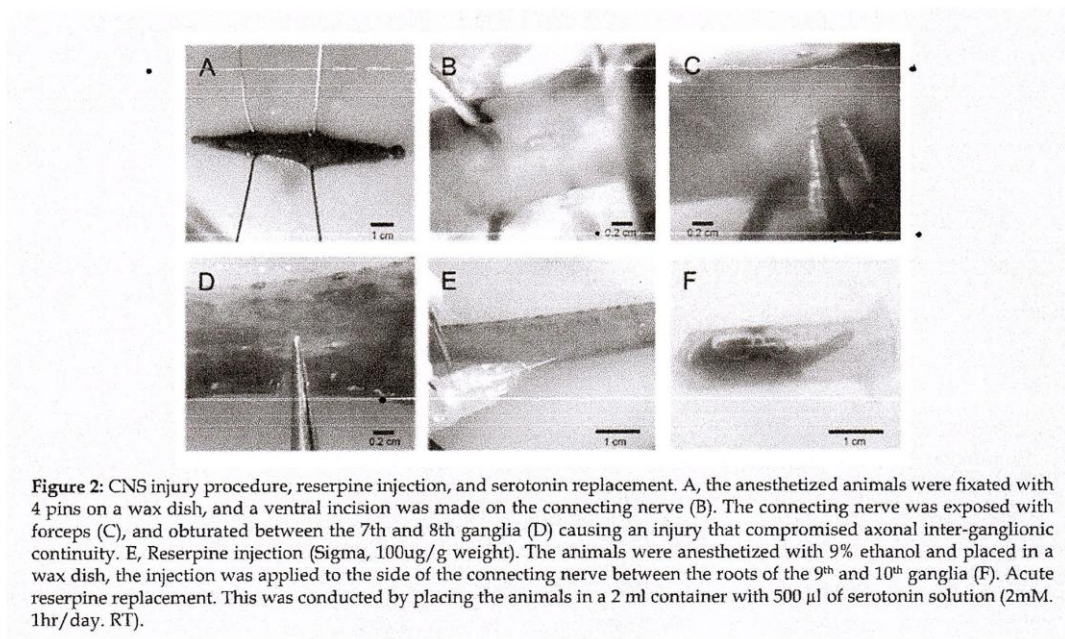 A
B
C
1 cm
0.2 cm
0.2 cm
D
E
F
0.2 cm
1 cm
1 cm
Figure 2: CNS injury procedure, reserpine injection, and serotonin replacement. A, the anesthetized animals were fixated with
4 pins on a wax dish, and a ventral incision was made on the connecting nerve (B). The connecting nerve was exposed with
forceps (C), and obturated between the 7th and 8th ganglia (D) causing an injury that compromised axonal inter-ganglionic
continuity. E, Reserpine injection (Sigma, 100ug/g weight). The animals were anesthetized with 9% ethanol and placed in a
wax dish, the injection was applied to the side of the connecting nerve between the roots of the 9th and 10th ganglia (F). Acute
reserpine replacement. This was conducted by placing the animals in a 2 ml container with 500 µl of serotonin solution (2mM.
1hr/day. RT).